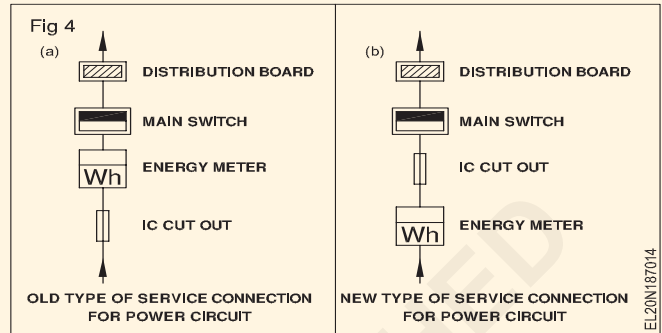 Fig 4
(a)
DISTRIBUTION BOARD
MAIN SWITCH
ENERGY METER
Wh
IC CUT OUT
OLD TYPE OF SERVICE CONNECTION
FOR POWER CIRCUIT
(b)
DISTRIBUTION BOARD
MAIN SWITCH
IC CUT OUT
ENERGY METER
Wh
NEW TYPE OF SERVICE CONNECTION
FOR POWER CIRCUIT
EL20N187014